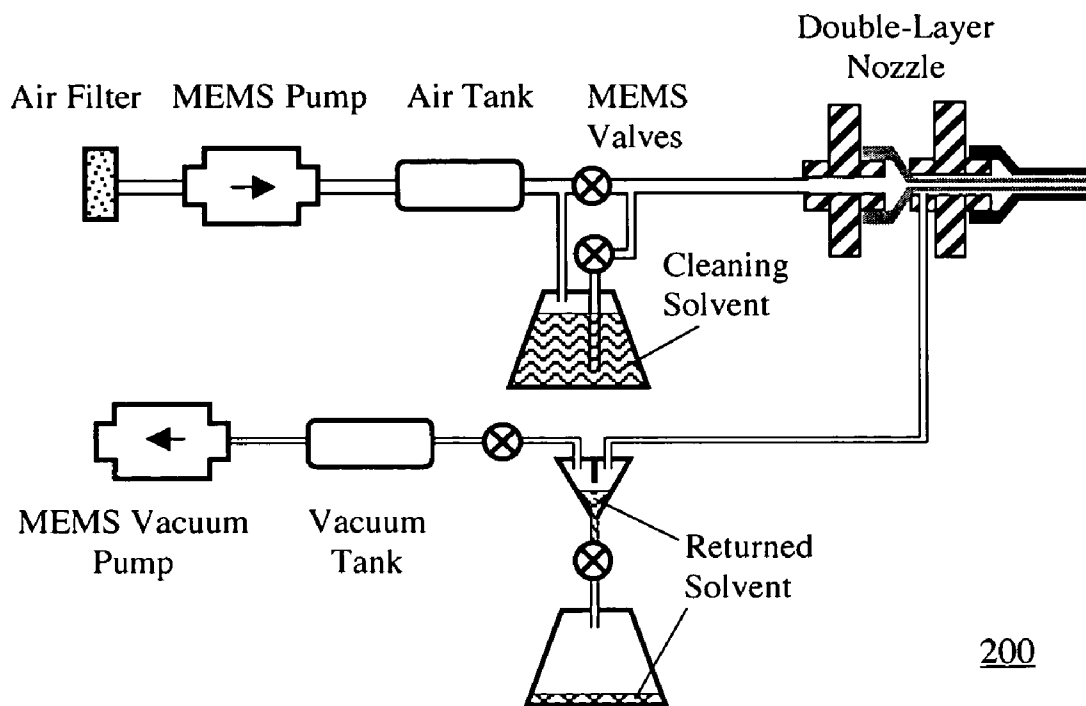 Double-Layer
Nozzle
Air Filter
MEMS Pump
Air Tank
MEMS
Valves
Cleaning
Solvent
MEMS Vacuum
Pump
Vacuum
Tank
Returned
Solvent
200